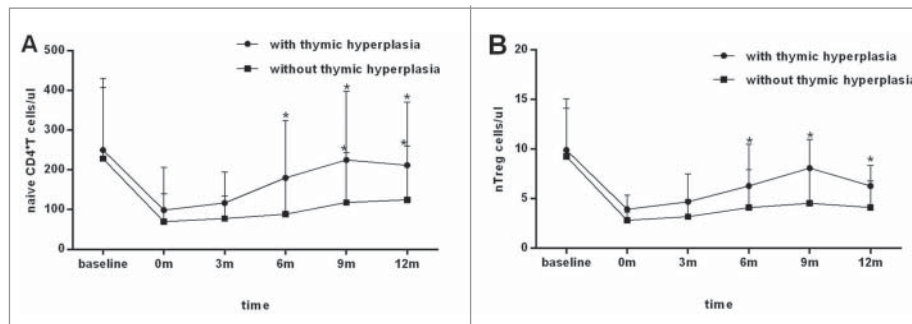 A
500
400
300
200
100
0
naive CD4+T cells/ul
with thymic hyperplasia
without thymic hyperplasia
*
*
*
*
*
baseline 0m 3m 6m 9m 12m
time
B
20
15
10
5
0
nTreg cells/ul
with thymic hyperplasia
without thymic hyperplasia
*
*
*
baseline 0m 3m 6m 9m 12m
time